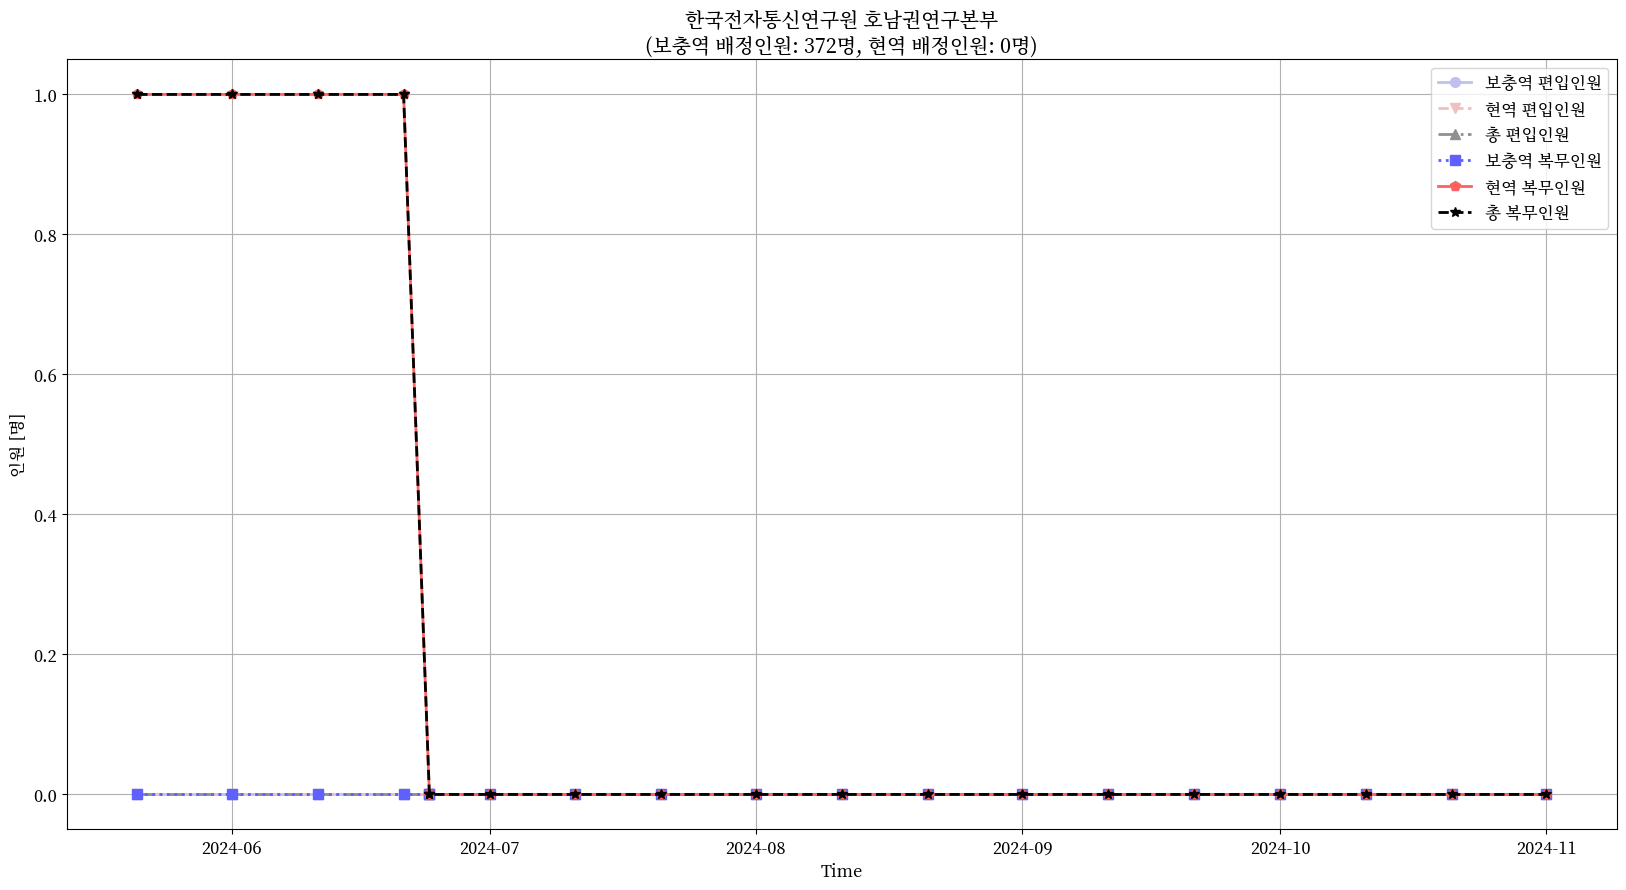 한국전자통신연구원 호남권연구본부
(보충역 배정인원: 372명, 현역 배정인원: 0명)
보충역 편입인원
현역 편입인원
총 편입인원
보충역 복무인원
현역 복무인원
총 복무인원
1.0
0.8
0.6
0.4
0.2
0.0
인원 [명]
2024-06 2024-07 2024-08 2024-09 2024-10 2024-11
Time